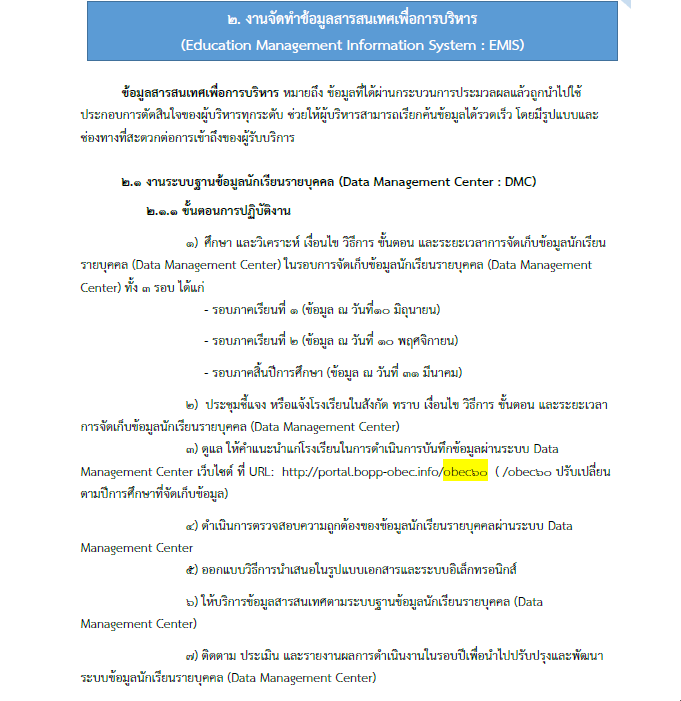 ๒. งานจัดทำข้อมูลสารสนเทศเพื่อการบริหาร
(Education Management Information System : EMIS)
ข้อมูลสารสนเทศเพื่อการบริหาร หมายถึง ข้อมูลที่ได้ผ่านกระบวนการประมวลผลแล้วถูกนำไปใช้
ประกอบการตัดสินใจของผู้บริหารทุกระดับ ช่วยให้ผู้บริหารสามารถเรียกค้นข้อมูลได้รวดเร็ว โดยมีรูปแบบและ
ช่องทางที่สะดวกต่อการเข้าถึงของผู้รับบริการ
๒.๑ งานระบบฐานข้อมูลนักเรียนรายบุคคล (Data Management Center : DMC)
๒.๑.๑ ขั้นตอนการปฏิบัติงาน
๑) ศึกษา และวิเคราะห์ เงื่อนไข วิธีการ ขั้นตอน และระยะเวลาการจัดเก็บข้อมูลนักเรียน
รายบุคคล (Data Management Center) ในรอบการจัดเก็บข้อมูลนักเรียนรายบุคคล (Data Management
Center) ทั้ง ๓ รอบ ได้แก่
- รอบภาคเรียนที่ ๑ (ข้อมูล ณ วันที่๑๐ มิถุนายน)
- รอบภาคเรียนที่ ๒ (ข้อมูล ณ วันที่ ๑๐ พฤศจิกายน)
- รอบภาคสิ้นปีการศึกษา (ข้อมูล ณ วันที่ ๓๑ มีนาคม)
๒) ประชุมชี้แจง หรือแจ้งโรงเรียนในสังกัด ทราบ เงื่อนไข วิธีการ ขั้นตอน และระยะเวลา
การจัดเก็บข้อมูลนักเรียนรายบุคคล (Data Management Center)
๓) ดูแล ให้คำแนะนำแก่โรงเรียนในการดำเนินการบันทึกข้อมูลผ่านระบบ Data
Management Center เว็บไซต์ ที่ URL: http://portal.bopp-obec.info/obec๖๐ ( /obec๖๐ ปรับเปลี่ยน
ตามปีการศึกษาที่จัดเก็บข้อมูล)
๔) ดำเนินการตรวจสอบความถูกต้องของข้อมูลนักเรียนรายบุคคลผ่านระบบ Data
Management Center
๕) ออกแบบวิธีการนำเสนอในรูปแบบเอกสารและระบบอิเล็กทรอนิกส์
๖) ให้บริการข้อมูลสารสนเทศตามระบบฐานข้อมูลนักเรียนรายบุคคล (Data
Management Center)
๗) ติดตาม ประเมิน และรายงานผลการดำเนินงานในรอบปีเพื่อนำไปปรับปรุงและพัฒนา
ระบบข้อมูลนักเรียนรายบุคคล (Data Management Center)